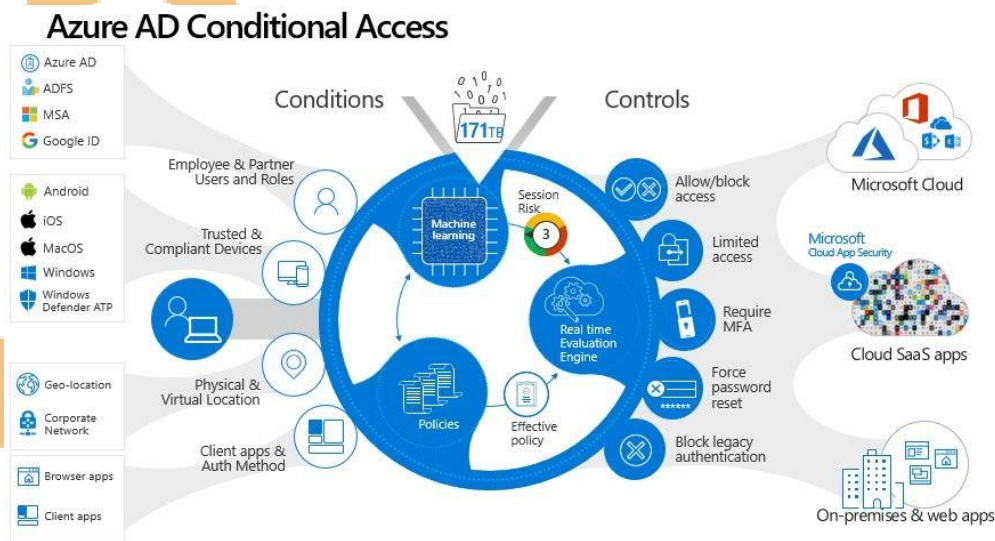 Azure AD Conditional Access
Azure AD
ADFS
MSA
Google ID
Android
iOS
MacOS
Windows
Windows
Defender ATP
Geo-location
Corporate
Network
Browser apps
Client apps
Conditions
Employee & Partner
Users and Roles
Trusted &
Compliant Devices
Physical &
Virtual Location
Client apps &
Auth Method
171TB
Machine
learning
Session
Risk
3
Real time
Evaluation
Engine
Policies
Effective
policy
Controls
Allow/block
access
Limited
access
Require
MFA
Force
password
reset
******
Block legacy
authentication
Microsoft Cloud
Microsoft
Cloud App Security
Cloud SaaS apps
On-premises & web apps